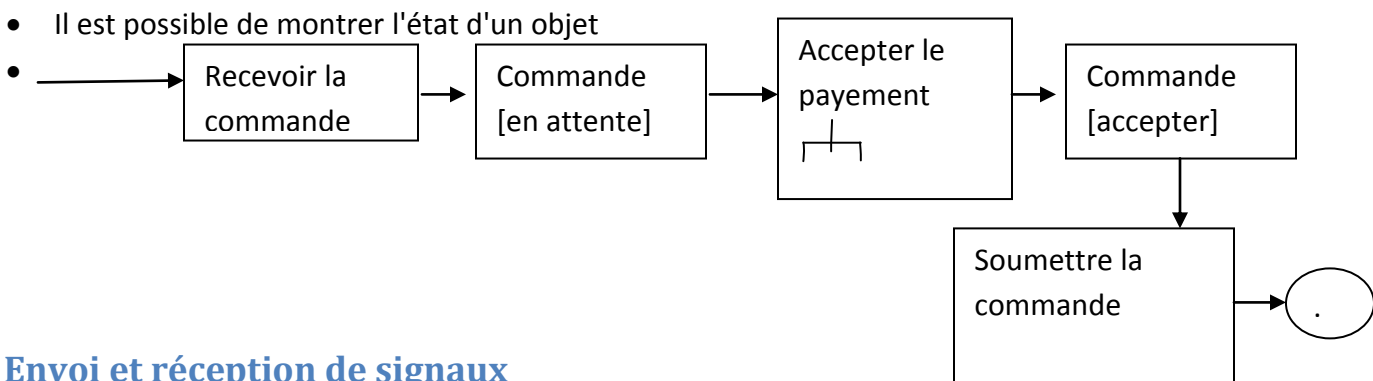 • Il est possible de montrer l'état d'un objet
•
Recevoir la
commande
Commande
[en attente]
Accepter le
payement
Commande
[accepter]
Soumettre la
commande
.
Envoi et réception de signaux